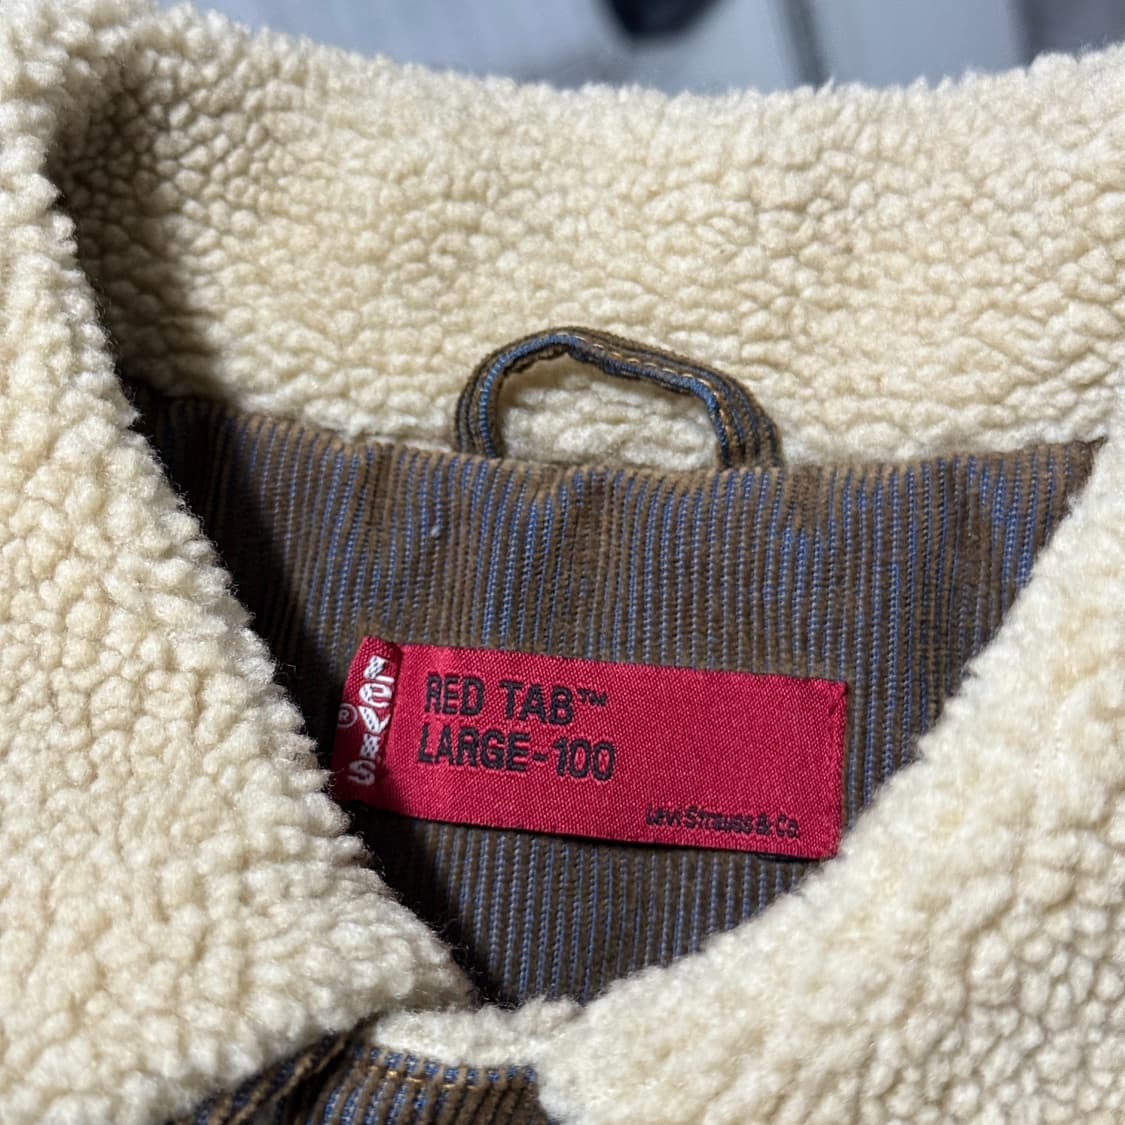 LEVI'S
®
RED TAB™
LARGE-100
Levi Strauss & Co.